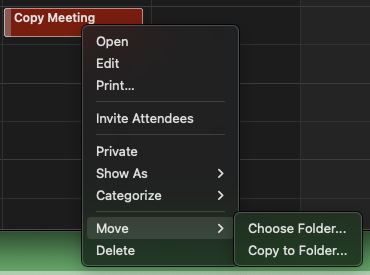 Copy Meeting
Open
Edit
Print...
Invite Attendees
Private
Show As
Categorize
Move
Choose Folder...
Delete
Copy to Folder...